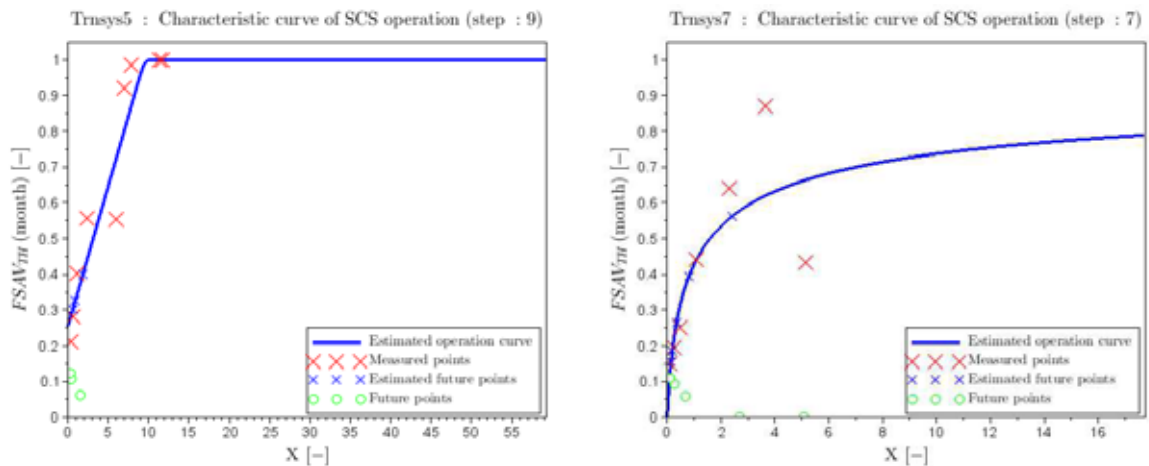 Trnsys5 : Characteristic curve of SCS operation (step : 9)
1
0.9
0.8
0.7
0.6
0.5
0.4
0.3
0.2
0.1
0
FSAV_TH (month) [−]
Estimated operation curve
Measured points
Estimated future points
Future points
0 5 10 15 20 25 30 35 40 45 50 55
X [−]
Trnsys7 : Characteristic curve of SCS operation (step : 7)
1
0.9
0.8
0.7
0.6
0.5
0.4
0.3
0.2
0.1
0
FSAV_TH (month) [−]
Estimated operation curve
Measured points
Estimated future points
Future points
0 2 4 6 8 10 12 14 16
X [−]